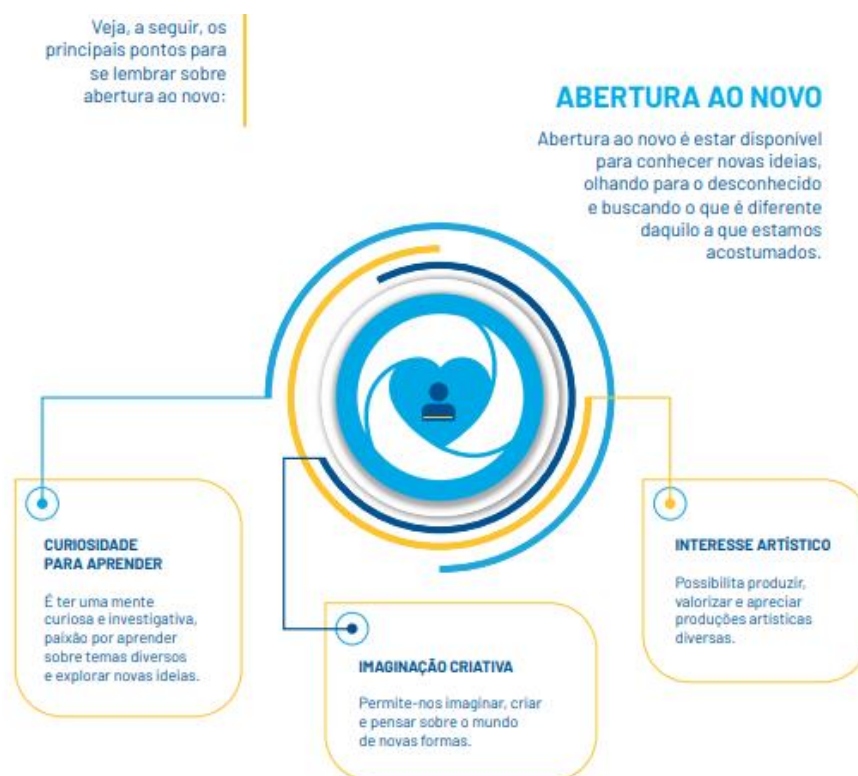 Veja, a seguir, os
principais pontos para
se lembrar sobre
abertura ao novo:
ABERTURA AO NOVO
Abertura ao novo é estar disponível
para conhecer novas ideias,
olhando para o desconhecido
e buscando o que é diferente
daquilo a que estamos
acostumados.
CURIOSIDADE
PARA APRENDER
É ter uma mente
curiosa e investigativa,
paixão por aprender
sobre temas diversos
e explorar novas ideias.
IMAGINAÇÃO CRIATIVA
Permite-nos imaginar, criar
e pensar sobre o mundo
de novas formas.
INTERESSE ARTÍSTICO
Possibilita produzir,
valorizar e apreciar
produções artísticas
diversas.